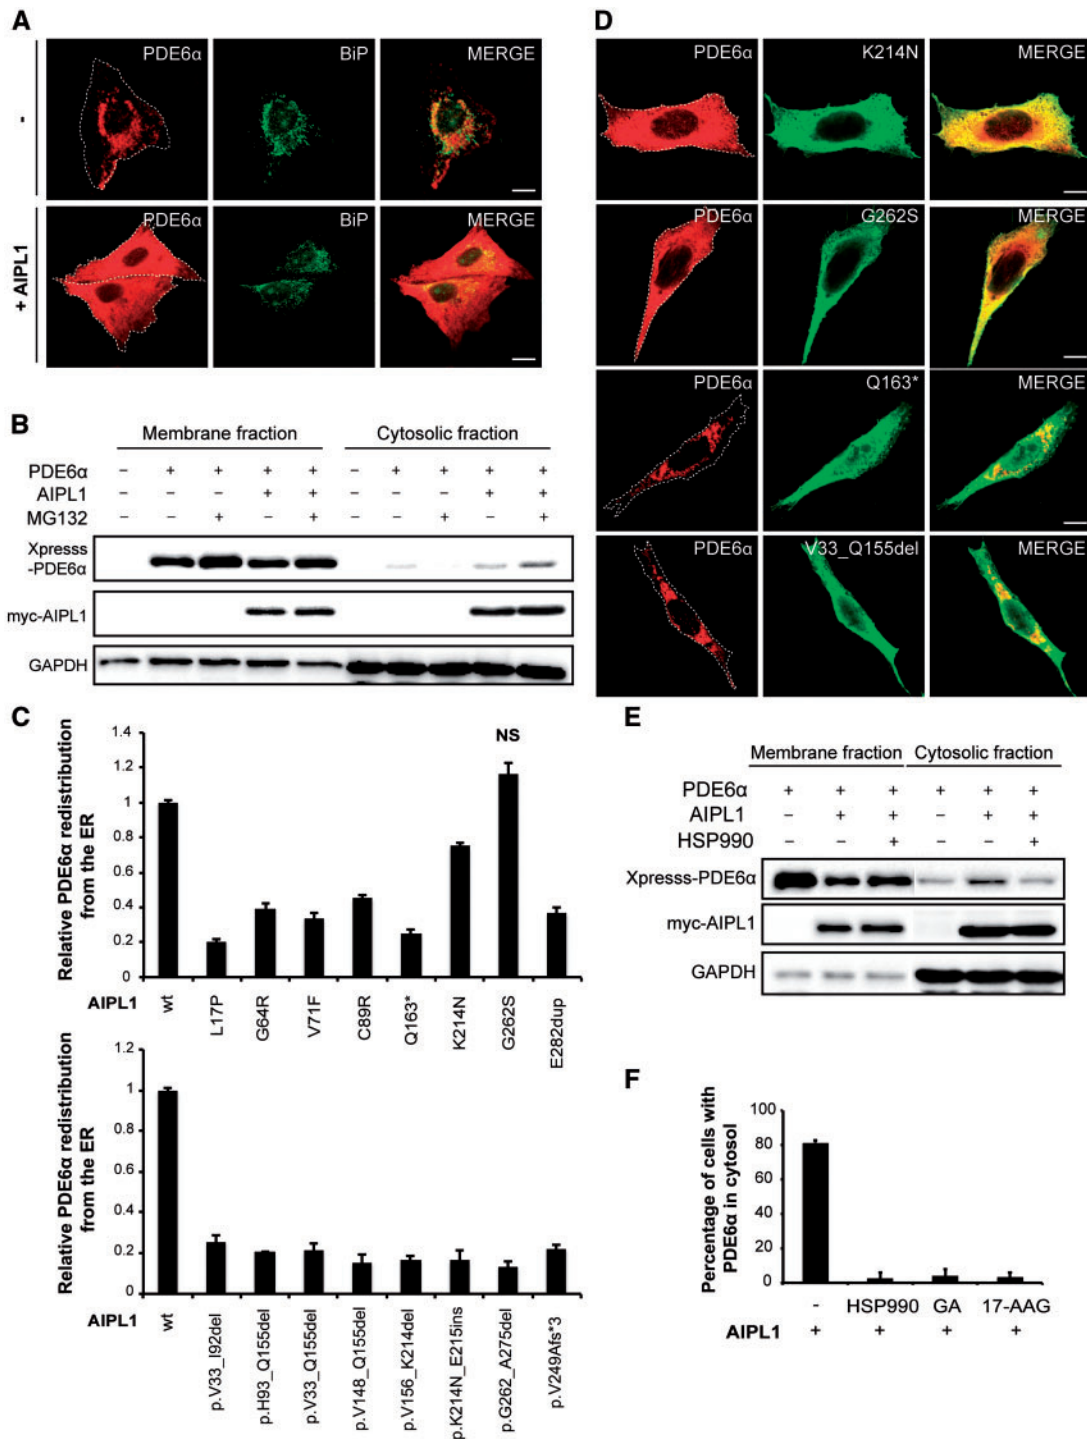 A
PDE6α BiP MERGE
-
PDE6α BiP MERGE
+ AIPL1
B
Membrane fraction Cytosolic fraction
PDE6α – + + + + – + + + +
AIPL1 – – – + + – – – + +
MG132 – – + – + – – + – +
Xpresss
-PDE6α
myc-AIPL1
GAPDH
C
Relative PDE6α redistribution
from the ER
1.4
1.2
1
0.8
0.6
0.4
0.2
0
NS
AIPL1 wt L17P G64R V71F C89R Q163* K214N G262S E282dup
Relative PDE6α redistribution
from the ER
1.2
1
0.8
0.6
0.4
0.2
0
AIPL1 wt p.V33_I92del p.H93_Q155del p.V33_Q155del p.V148_Q155del p.V156_K214del p.K214N_E215ins p.G262_A275del p.V249Afs*3
D
PDE6α K214N MERGE
PDE6α G262S MERGE
PDE6α Q163* MERGE
PDE6α V33_Q155del MERGE
E
Membrane fraction Cytosolic fraction
PDE6α + + + + + +
AIPL1 – + + – + +
HSP990 – – + – – +
Xpresss-PDE6α
myc-AIPL1
GAPDH
F
Percentage of cells with
PDE6α in cytosol
100
80
60
40
20
0
- HSP990 GA 17-AAG
AIPL1 + + + +